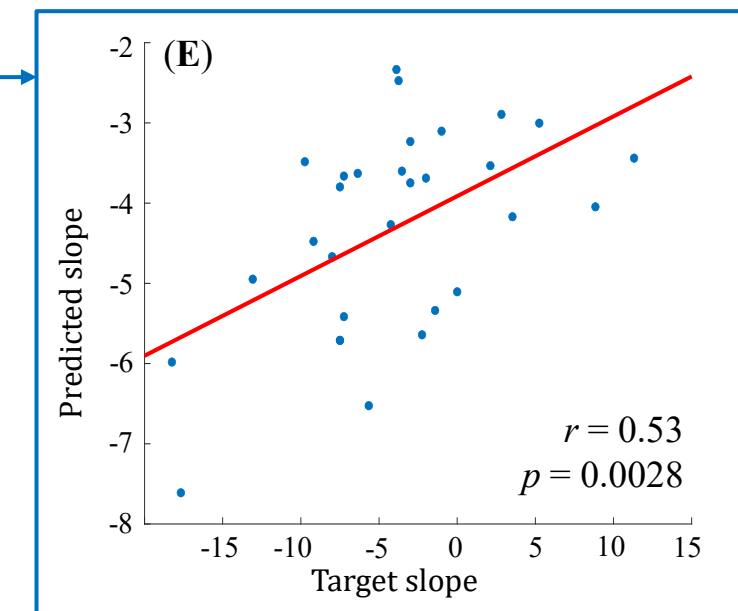 (E)
-2
-3
-4
-5
-6
-7
-8
Predicted slope
r = 0.53
p = 0.0028
-15 -10 -5 0 5 10 15
Target slope